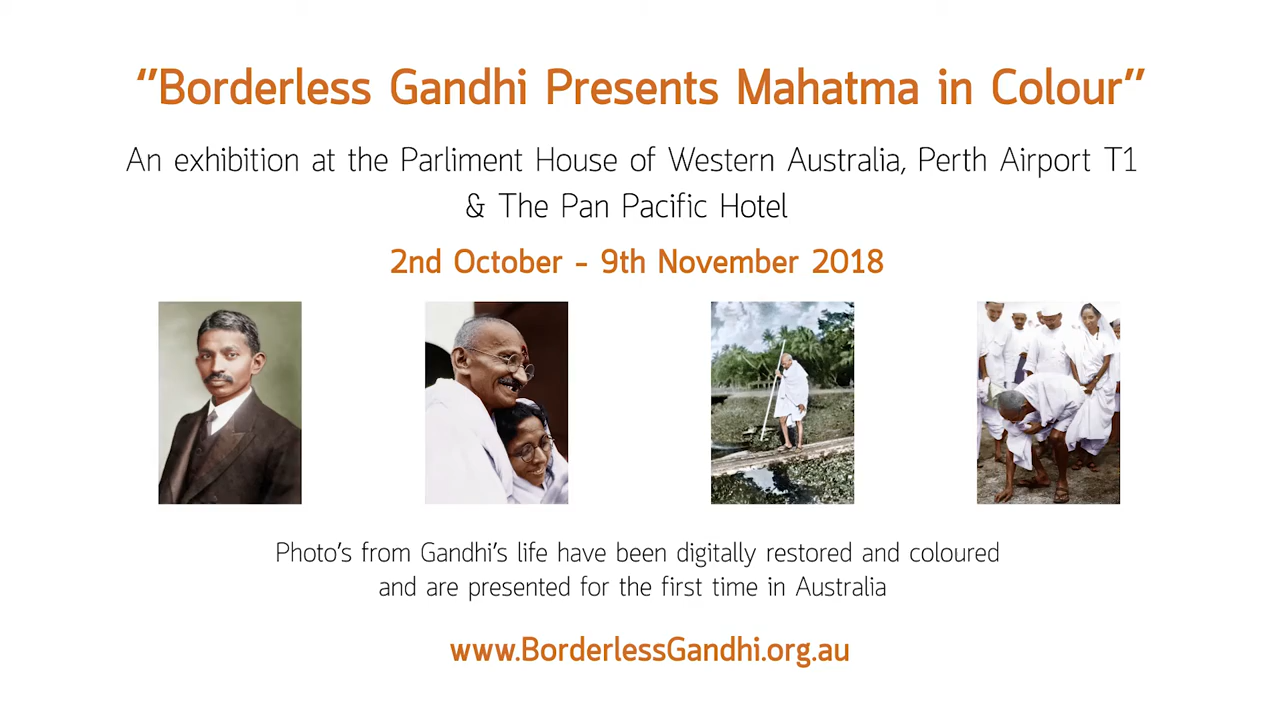 “Borderless Gandhi Presents Mahatma in Colour”
An exhibition at the Parliment House of Western Australia, Perth Airport T1
& The Pan Pacific Hotel
2nd October - 9th November 2018
Photo's from Gandhi's life have been digitally restored and coloured
and are presented for the first time in Australia
www.BorderlessGandhi.org.au